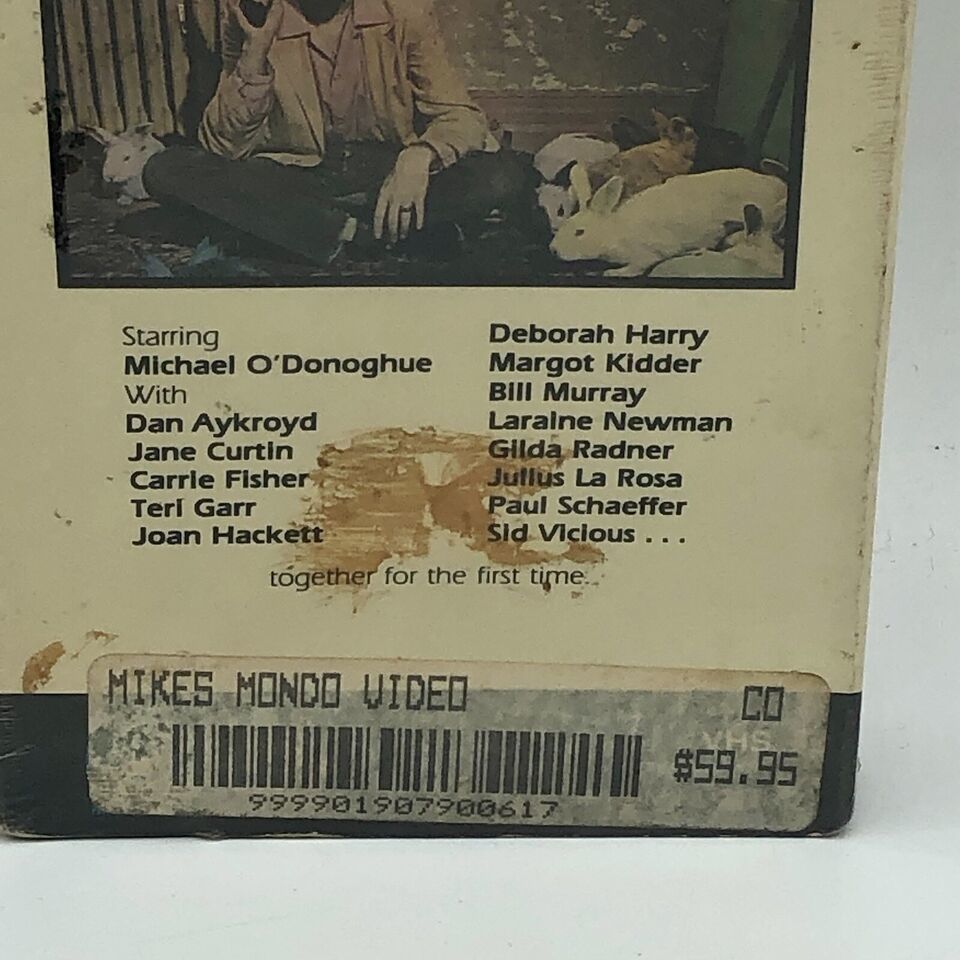 Starring
Michael O'Donoghue
With
Dan Aykroyd
Jane Curtin
Carrie Fisher
Teri Garr
Joan Hackett
Deborah Harry
Margot Kidder
Bill Murray
Laraine Newman
Gilda Radner
Julius La Rosa
Paul Schaeffer
Sid Vicious . . .
together for the first time...
MIKES MONDO VIDEO CO
VHS
$59.95
999901907900617